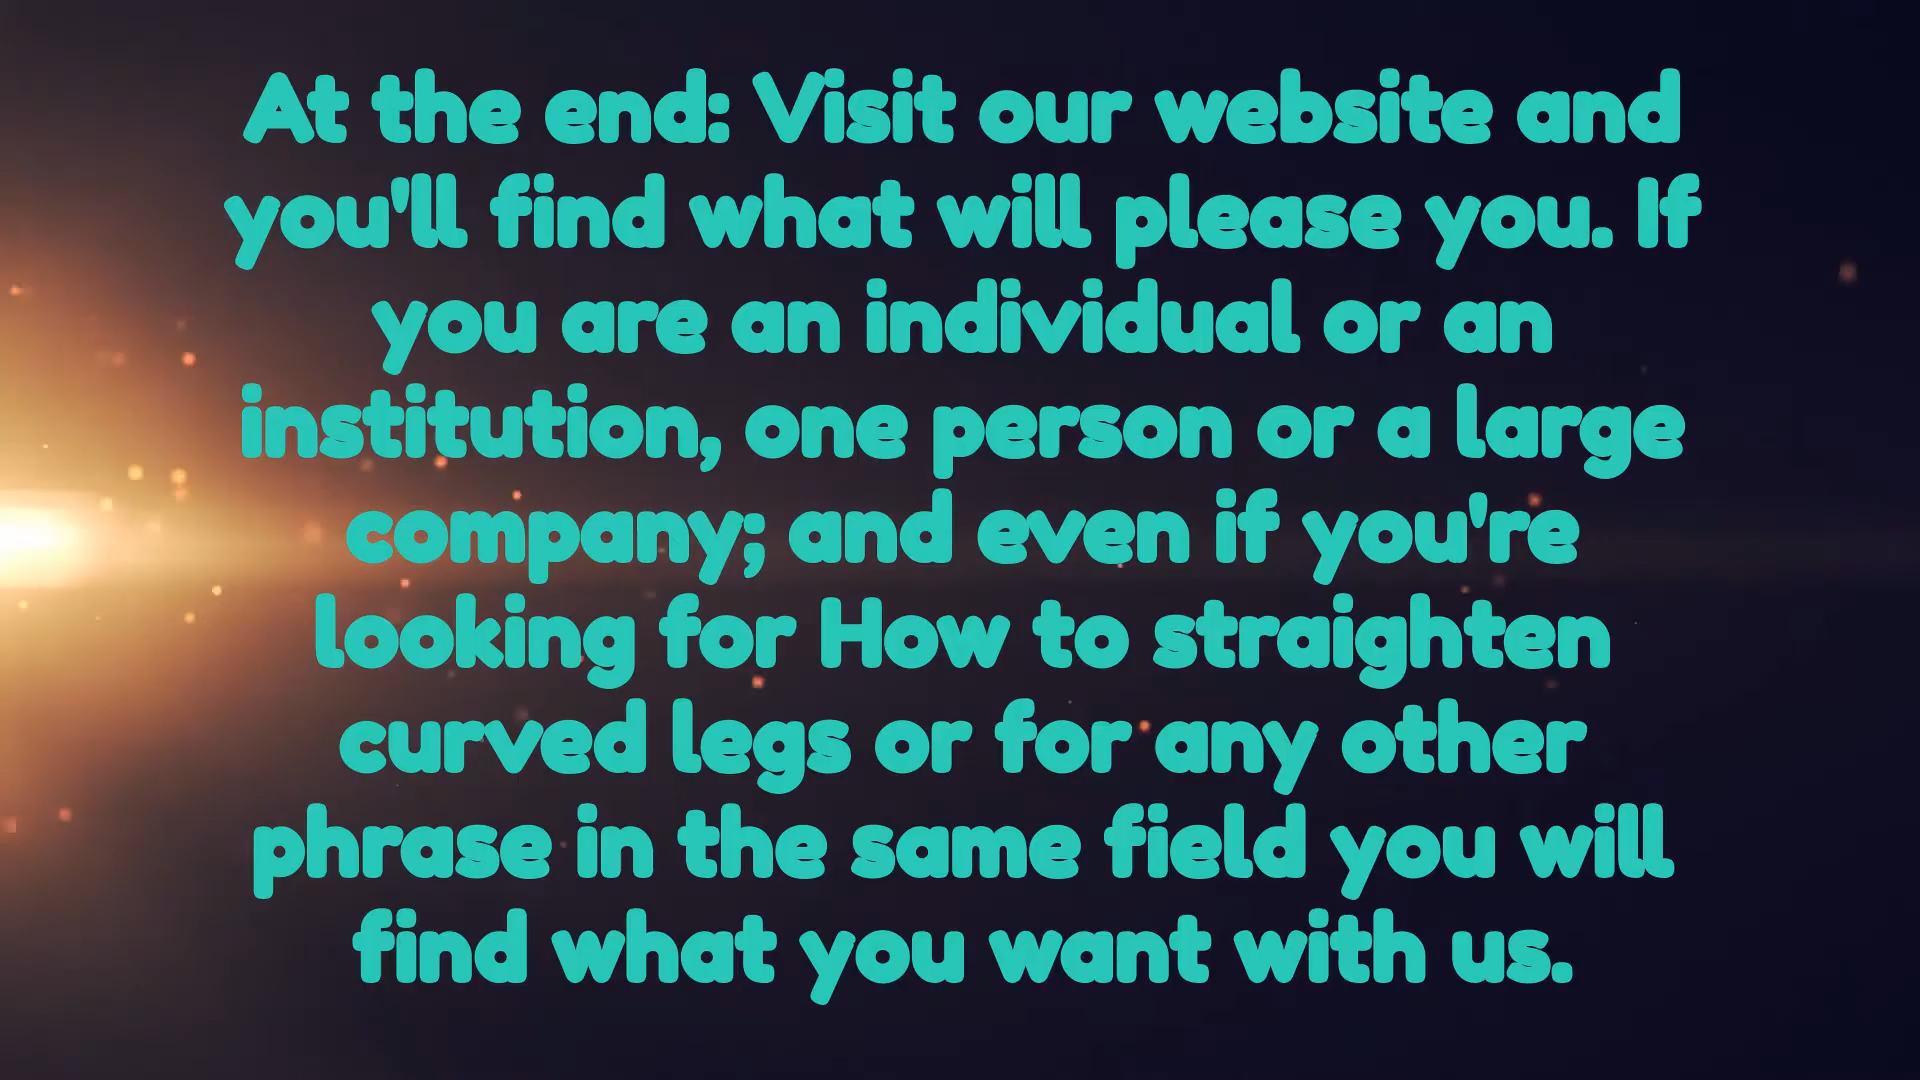 At the end: Visit our website and
you'll find what will please you. If
you are an individual or an
institution, one person or a large
company; and even if you're
looking for How to straighten
curved legs or for any other
phrase in the same field you will
find what you want with us.